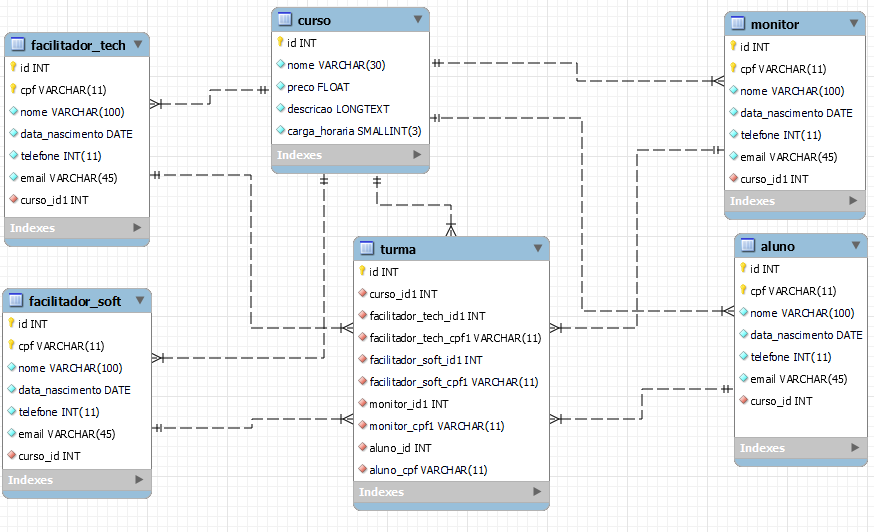 facilitador_tech
id INT
cpf VARCHAR(11)
nome VARCHAR(100)
data_nascimento DATE
telefone INT(11)
email VARCHAR(45)
curso_id1 INT
Indexes
curso
id INT
nome VARCHAR(30)
preco FLOAT
descricao LONGTEXT
carga_horaria SMALLINT(3)
Indexes
monitor
id INT
cpf VARCHAR(11)
nome VARCHAR(100)
data_nascimento DATE
telefone INT(11)
email VARCHAR(45)
curso_id1 INT
Indexes
facilitador_soft
id INT
cpf VARCHAR(11)
nome VARCHAR(100)
data_nascimento DATE
telefone INT(11)
email VARCHAR(45)
curso_id INT
Indexes
turma
id INT
curso_id1 INT
facilitador_tech_id1 INT
facilitador_tech_cpf1 VARCHAR(11)
facilitador_soft_id1 INT
facilitador_soft_cpf1 VARCHAR(11)
monitor_id1 INT
monitor_cpf1 VARCHAR(11)
aluno_id INT
aluno_cpf VARCHAR(11)
Indexes
aluno
id INT
cpf VARCHAR(11)
nome VARCHAR(100)
data_nascimento DATE
telefone INT(11)
email VARCHAR(45)
curso_id INT
Indexes